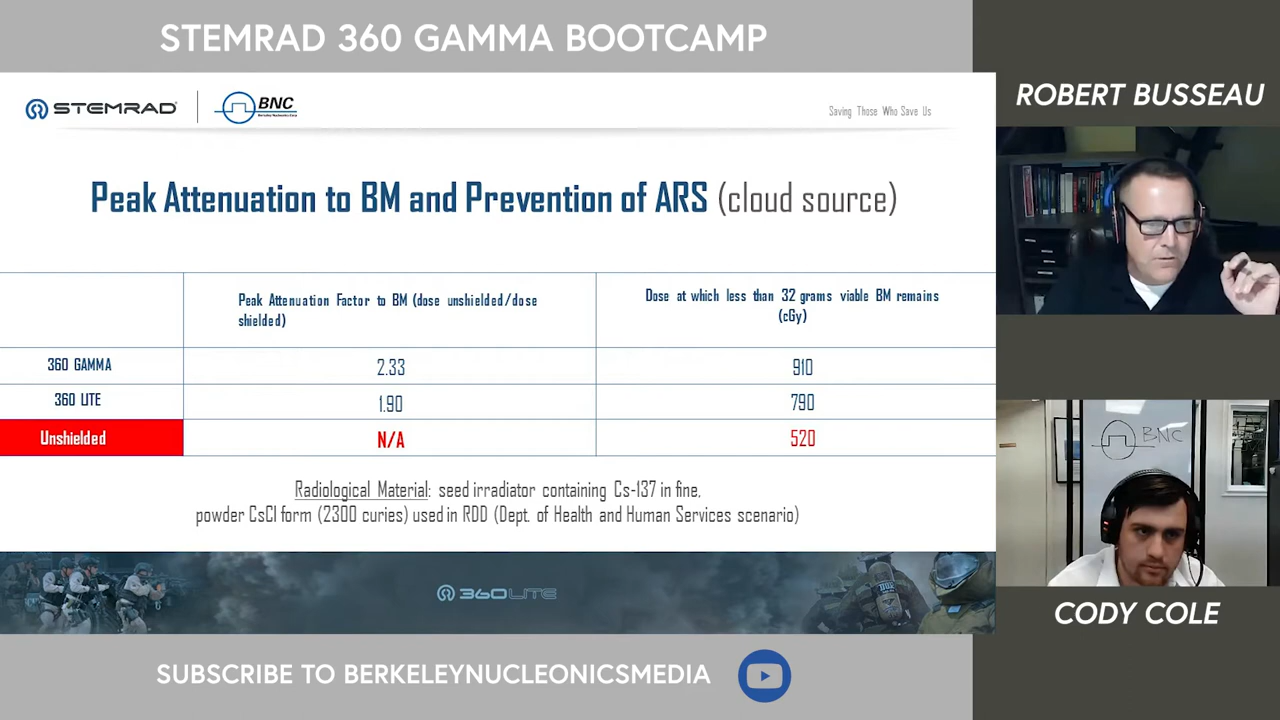 STEMRAD 360 GAMMA BOOTCAMP
STEMRAD
BNC
Berkeley Nucleonics Corp
Saving Those Who Save Us
ROBERT BUSSEAU
Peak Attenuation to BM and Prevention of ARS (cloud source)
Peak Attenuation Factor to BM (dose unshielded/dose
shielded)
Dose at which less than 32 grams viable BM remains
(cGy)
360 GAMMA
2.33
910
360 LITE
1.90
790
Unshielded
N/A
520
Radiological Material: seed irradiator containing Cs-137 in fine,
powder CsCl form (2300 curies) used in RDD (Dept. of Health and Human Services scenario)
360LITE
BNC
CODY COLE
SUBSCRIBE TO BERKELEYNUCLEONICSMEDIA